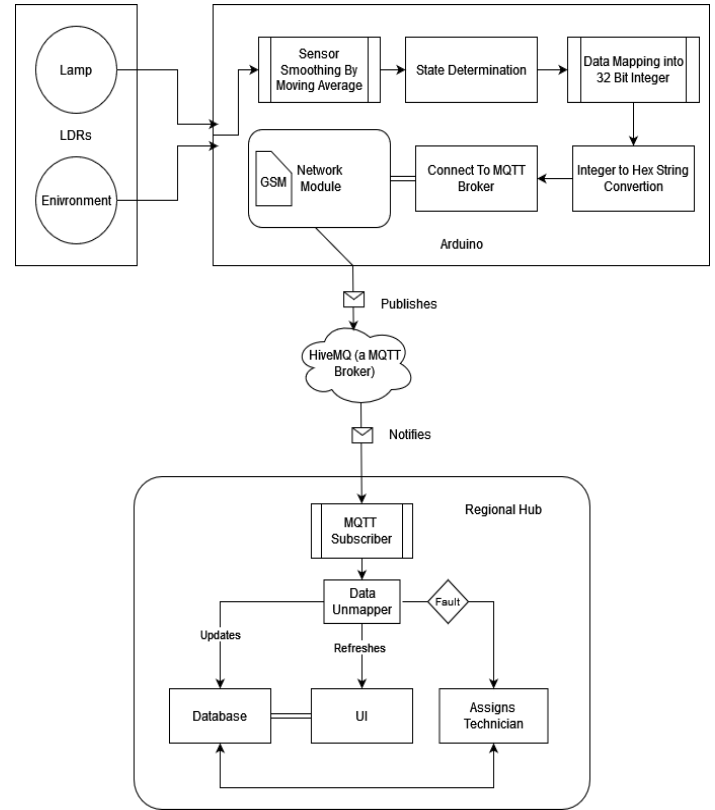 Lamp
LDRs
Enivronment
Sensor
Smoothing By
Moving Average
State Determination
Data Mapping into
32 Bit Integer
GSM
Network
Module
Connect To MQTT
Broker
Integer to Hex String
Convertion
Arduino
Publishes
HiveMQ (a MQTT
Broker)
Notifies
Regional Hub
MQTT
Subscriber
Data
Unmapper
Fault
Updates
Refreshes
Database
UI
Assigns
Technician